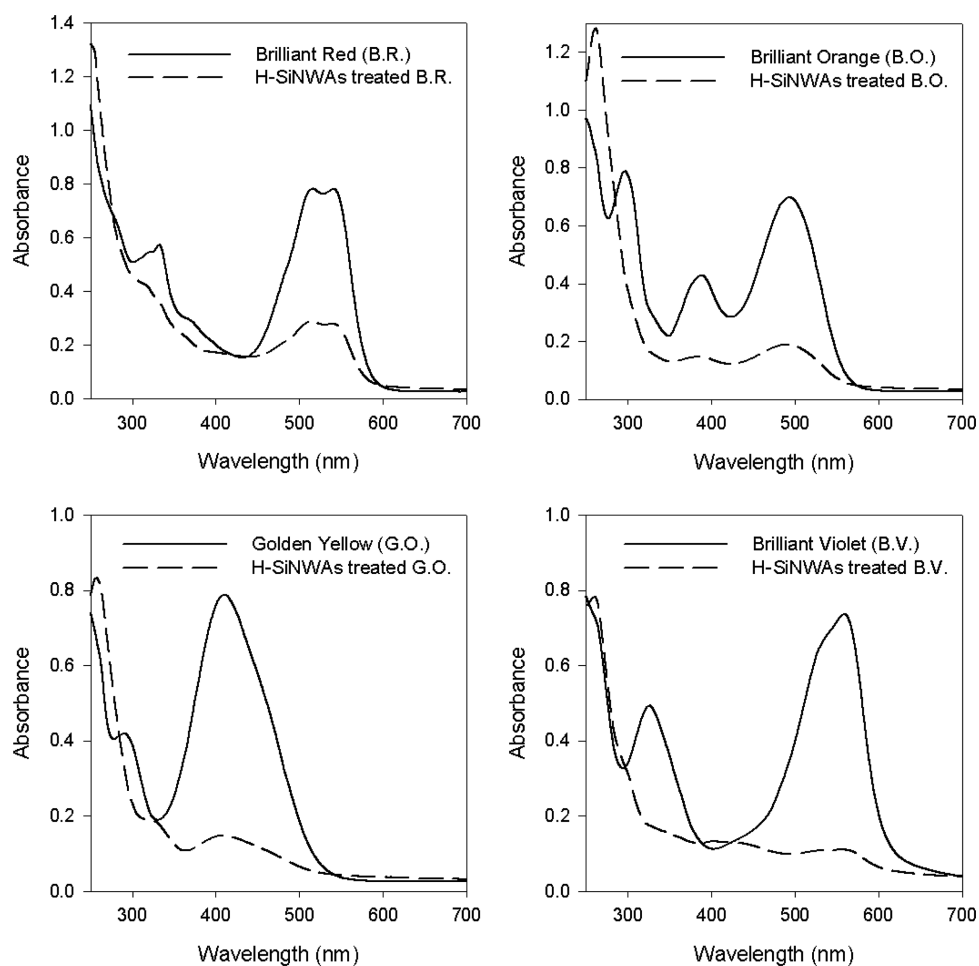 Brilliant Red (B.R.)
H-SiNWAs treated B.R.
1.4
1.2
1.0
0.8
0.6
0.4
0.2
0.0
Absorbance
300 400 500 600 700
Wavelength (nm)
Brilliant Orange (B.O.)
H-SiNWAs treated B.O.
1.2
1.0
0.8
0.6
0.4
0.2
0.0
Absorbance
300 400 500 600 700
Wavelength (nm)
Golden Yellow (G.O.)
H-SiNWAs treated G.O.
1.0
0.8
0.6
0.4
0.2
0.0
Absorbance
300 400 500 600 700
Wavelength (nm)
Brilliant Violet (B.V.)
H-SiNWAs treated B.V.
1.0
0.8
0.6
0.4
0.2
0.0
Absorbance
300 400 500 600 700
Wavelength (nm)